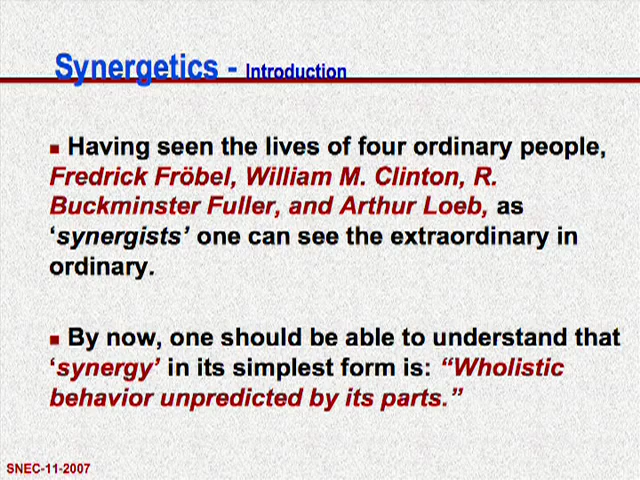 Synergetics - Introduction
▪ Having seen the lives of four ordinary people,
Fredrick Fröbel, William M. Clinton, R.
Buckminster Fuller, and Arthur Loeb, as
‘synergists’ one can see the extraordinary in
ordinary.
▪ By now, one should be able to understand that
‘synergy’ in its simplest form is: “Wholistic
behavior unpredicted by its parts.”
SNEC-11-2007